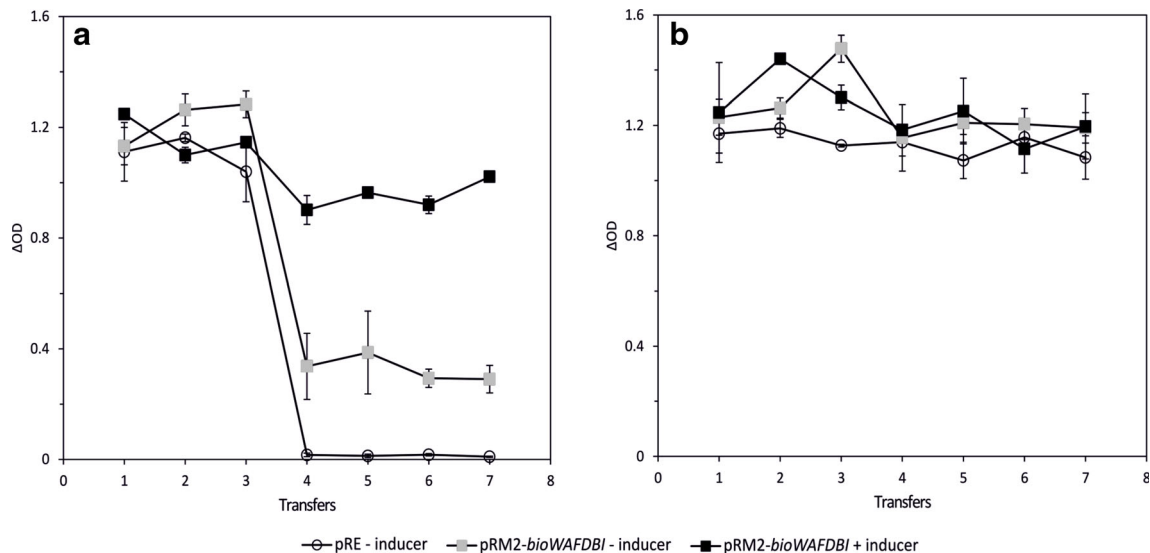 a
1.6
1.2
0.8
0.4
0
ΔOD
0 1 2 3 4 5 6 7 8
Transfers
b
1.6
1.2
0.8
0.4
0
ΔOD
0 1 2 3 4 5 6 7 8
Transfers
pRE - inducer pRM2-bioWAFDBI - inducer pRM2-bioWAFDBI + inducer